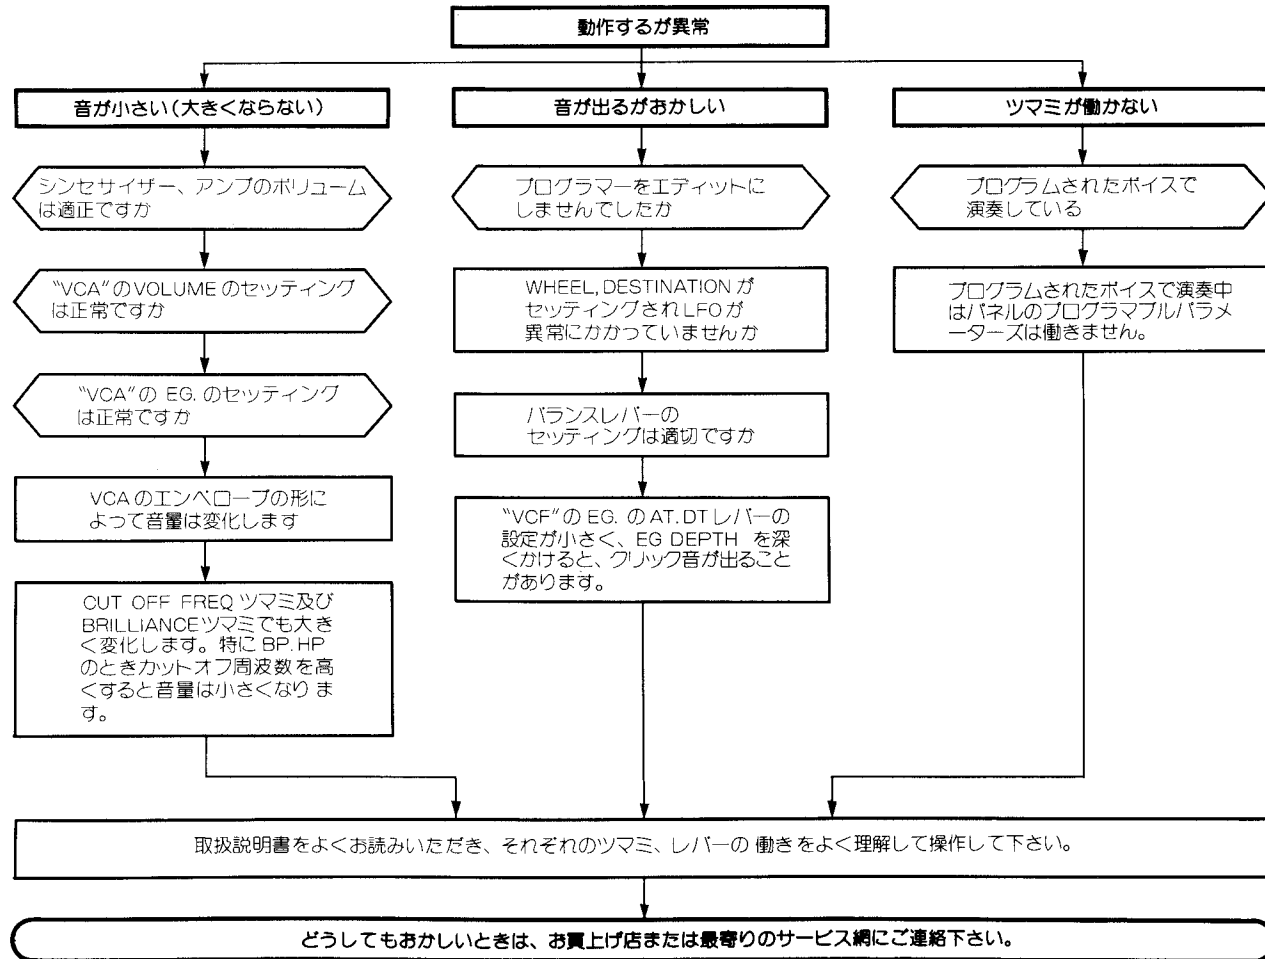 動作するが異常
音が小さい(大きくならない)
シンセサイザー、アンプのボリューム
は適正ですか
"VCA"のVOLUMEのセッティング
は正常ですか
"VCA"の EG. のセッティング
は正常ですか
VCAのエンベロープの形に
よって音量は変化します
CUT OFF FREQ ツマミ及び
BRILLIANCEツマミでも大き
く変化します。特にBP.HP
のときカットオフ周波数を高
くすると音量は小さくなりま
す。
音が出るがおかしい
プログラマーをエディットに
しませんでしたか
WHEEL, DESTINATIONが
セッティングされLFOが
異常にかかっていませんか
バランスレバーの
セッティングは適切ですか
"VCF"のEG. のAT.DTレバーの
設定が小さく、EG DEPTH を深
くかけると、クリック音が出ること
があります。
ツマミが働かない
プログラムされたボイスで
演奏している
プログラムされたボイスで演奏中
はパネルのプログラマブルパラメ
ーターズは働きません。
取扱説明書をよくお読みいただき、それぞれのツマミ、レバーの働きをよく理解して操作して下さい。
どうしてもおかしいときは、お買上げ店または最寄りのサービス網にご連絡下さい。